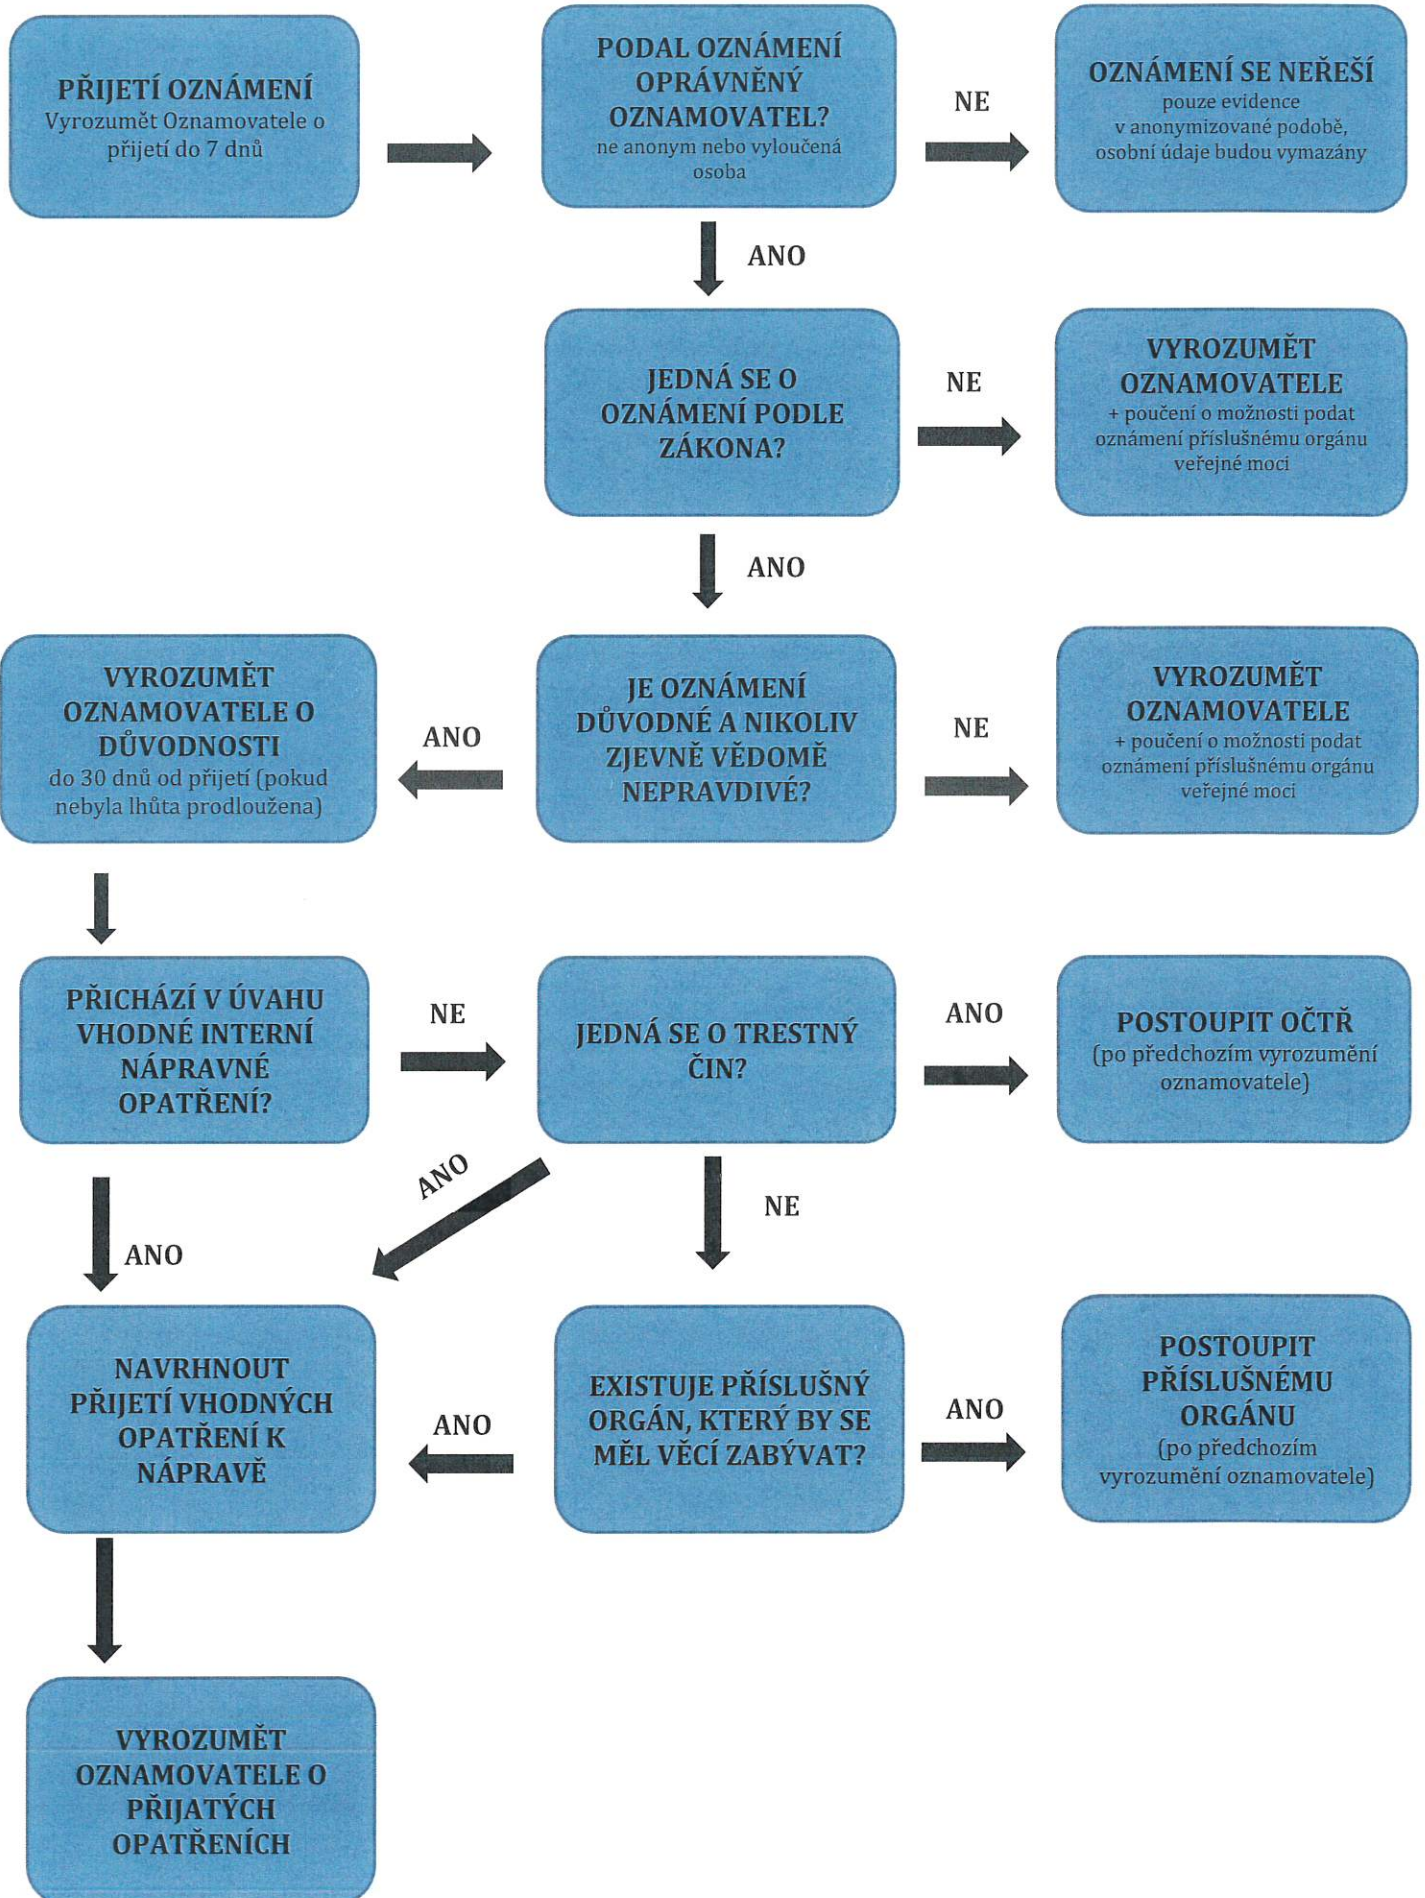 PŘIJETÍ OZNÁMENÍ
Vyrozumět Oznamovatele o
přijetí do 7 dnů
PODAL OZNÁMENÍ
OPRÁVNĚNÝ
OZNAMOVATEL?
ne anonym nebo vyloučená
osoba
NE
OZNÁMENÍ SE NEŘEŠÍ
pouze evidence
v anonymizované podobě,
osobní údaje budou vymazány
ANO
JEDNÁ SE O
OZNÁMENÍ PODLE
ZÁKONA?
NE
VYROZUMĚT
OZNAMOVATELE
+ poučení o možnosti podat
oznámení příslušnému orgánu
veřejné moci
ANO
VYROZUMĚT
OZNAMOVATELE O
DŮVODNOSTI
do 30 dnů od přijetí (pokud
nebyla lhůta prodloužena)
ANO
JE OZNÁMENÍ
DŮVODNÉ A NIKOLIV
ZJEVNĚ VĚDOMĚ
NEPRAVDIVÉ?
NE
VYROZUMĚT
OZNAMOVATELE
+ poučení o možnosti podat
oznámení příslušnému orgánu
veřejné moci
PŘICHÁZÍ V ÚVAHU
VHODNÉ INTERNÍ
NÁPRAVNÉ
OPATŘENÍ?
NE
JEDNÁ SE O TRESTNÝ
ČIN?
ANO
POSTOUPIT OČTŘ
(po předchozím vyrozumění
oznamovatele)
ANO
ANO
NE
NAVRHNOUT
PŘIJETÍ VHODNÝCH
OPATŘENÍ K
NÁPRAVĚ
ANO
EXISTUJE PŘÍSLUŠNÝ
ORGÁN, KTERÝ BY SE
MĚL VĚCÍ ZABÝVAT?
ANO
POSTOUPIT
PŘÍSLUŠNÉMU
ORGÁNU
(po předchozím
vyrozumění oznamovatele)
VYROZUMĚT
OZNAMOVATELE O
PŘIJATÝCH
OPATŘENÍCH